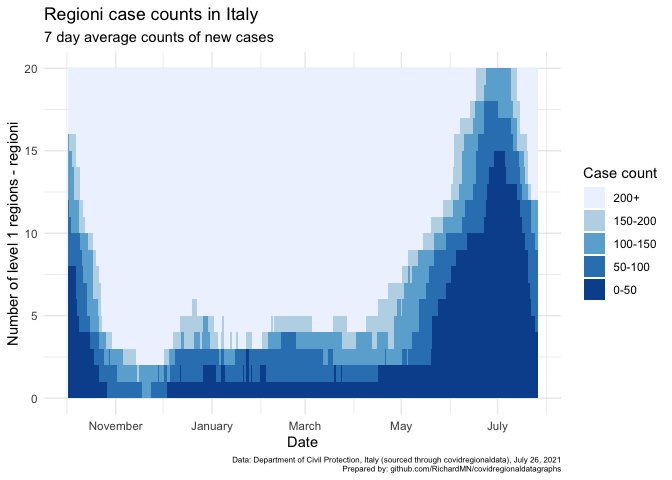 Regioni case counts in Italy
7 day average counts of new cases
Number of level 1 regions - regioni
20
15
10
5
0
November
January
March
May
July
Date
Case count
200+
150-200
100-150
50-100
0-50
Data: Department of Civil Protection, Italy (sourced through covidregionaldata), July 26, 2021
Prepared by: github.com/RichardMN/covidregionaldatagraphs